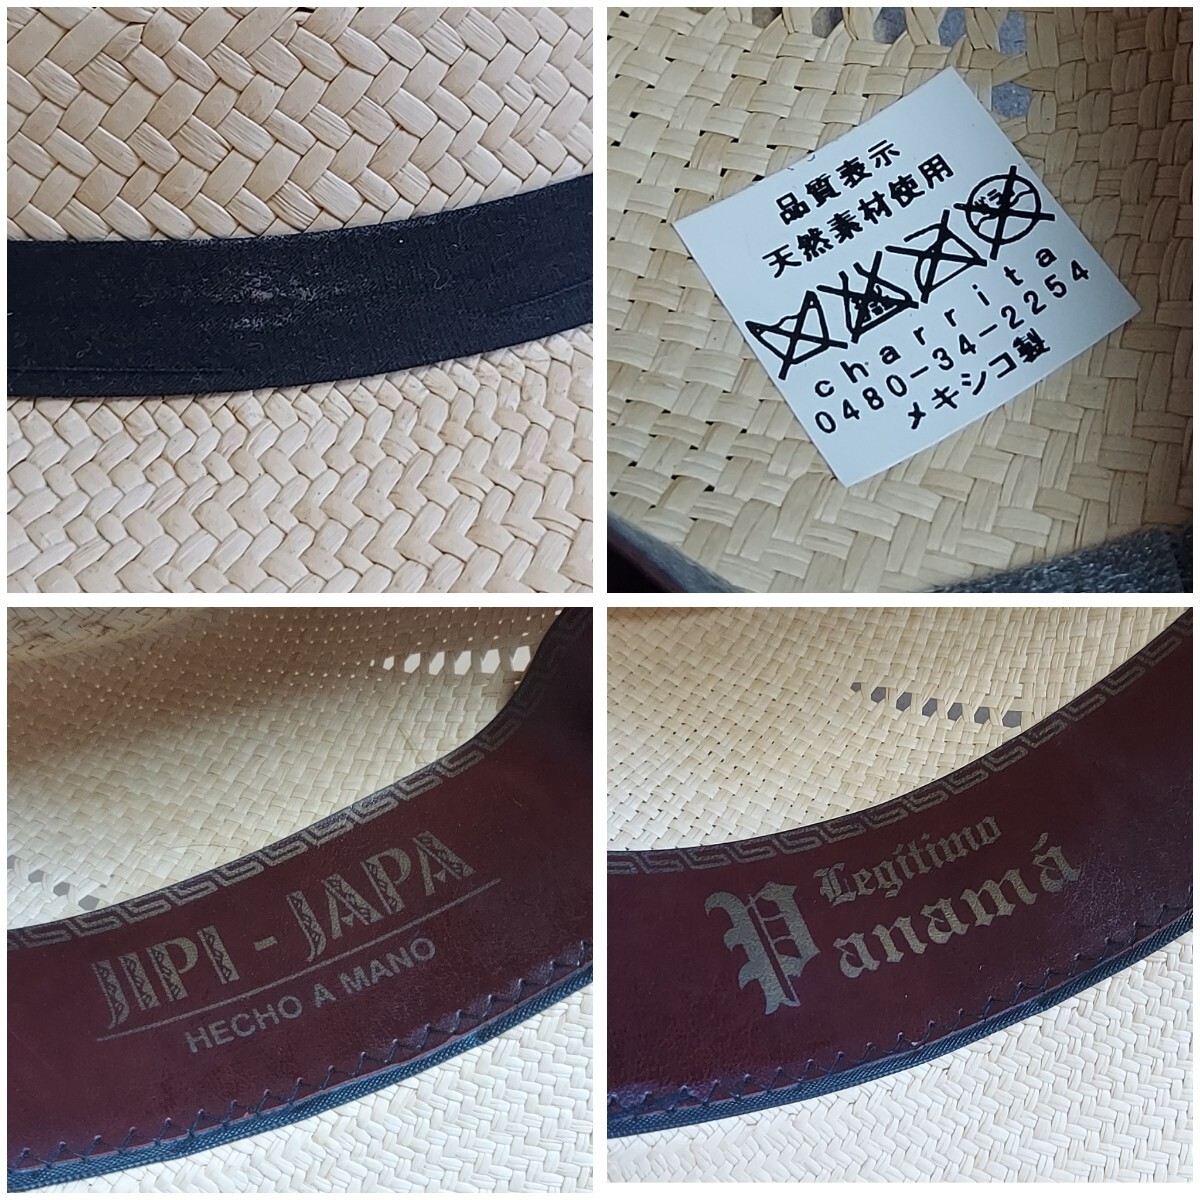 品質表示
天然素材使用
charrita
0480-34-2254
メキシコ製
JIPI-JAPA
HECHO A MANO
Legítimo
Panamá